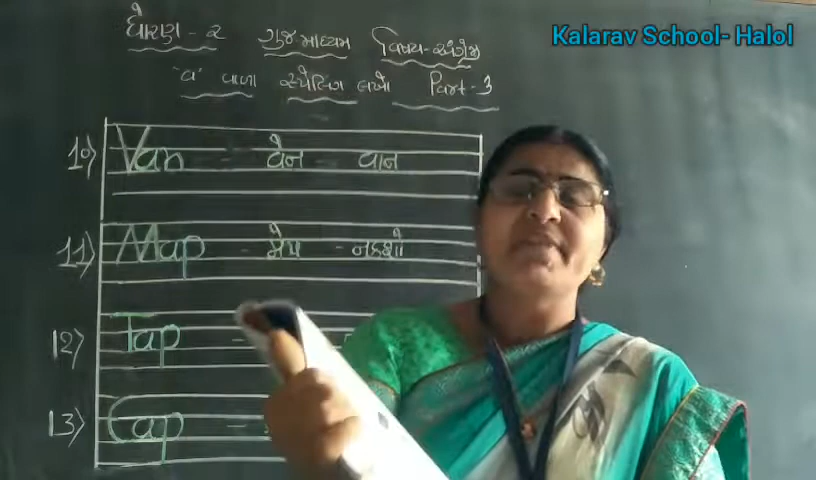 Kalarav School- Halol
ધોરણ - ૨ ગુજ માધ્યમ વિષય - અંગ્રેજી
"a" વાળા સ્પેલિંગ લખો Part - 3
10) Van - વેન - વાન
11) Map - મેપ - નકશો
12) Tap -
13) Cap -